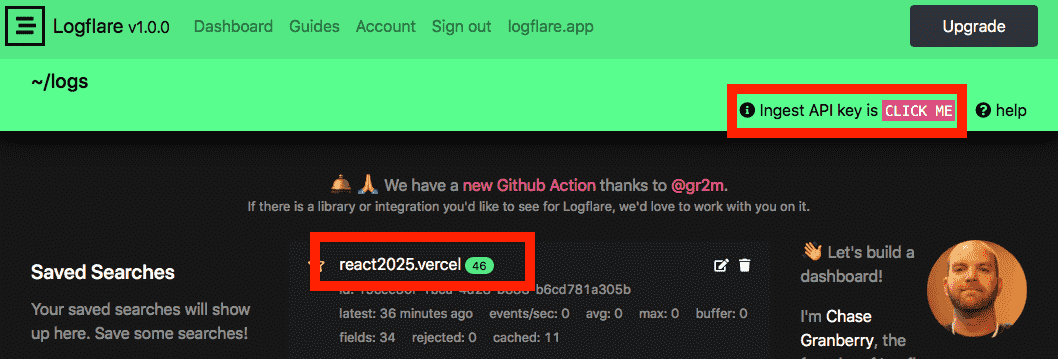 Logflare v1.0.0 Dashboard Guides Account Sign out logflare.app Upgrade
~/logs
Ingest API key is CLICK ME help
We have a new Github Action thanks to @gr2m.
If there is a library or integration you'd like to see for Logflare, we'd love to work with you on it.
Saved Searches
Your saved searches will show
up here. Save some searches!
react2025.vercel 46
b6cd781a305b
latest: 36 minutes ago events/sec: 0 avg: 0 max: 0 buffer: 0
fields: 34 rejected: 0 cached: 11
Let's build a
dashboard!
I'm Chase
Granberry, the